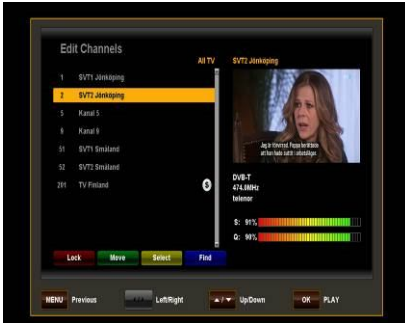 Edit Channels
All TV
SVT2 Jönköping
1 SVT1 Jönköping
2 SVT2 Jönköping
5 Kanal 5
6 Kanal 9
51 SVT1 Småland
52 SVT2 Småland
201 TV Finland
$
DVB-T
474.0MHz
telenor
S: 91%
Q: 90%
Lock Move Select Find
MENU Previous Left/Right ▲/▼ Up/Down OK PLAY